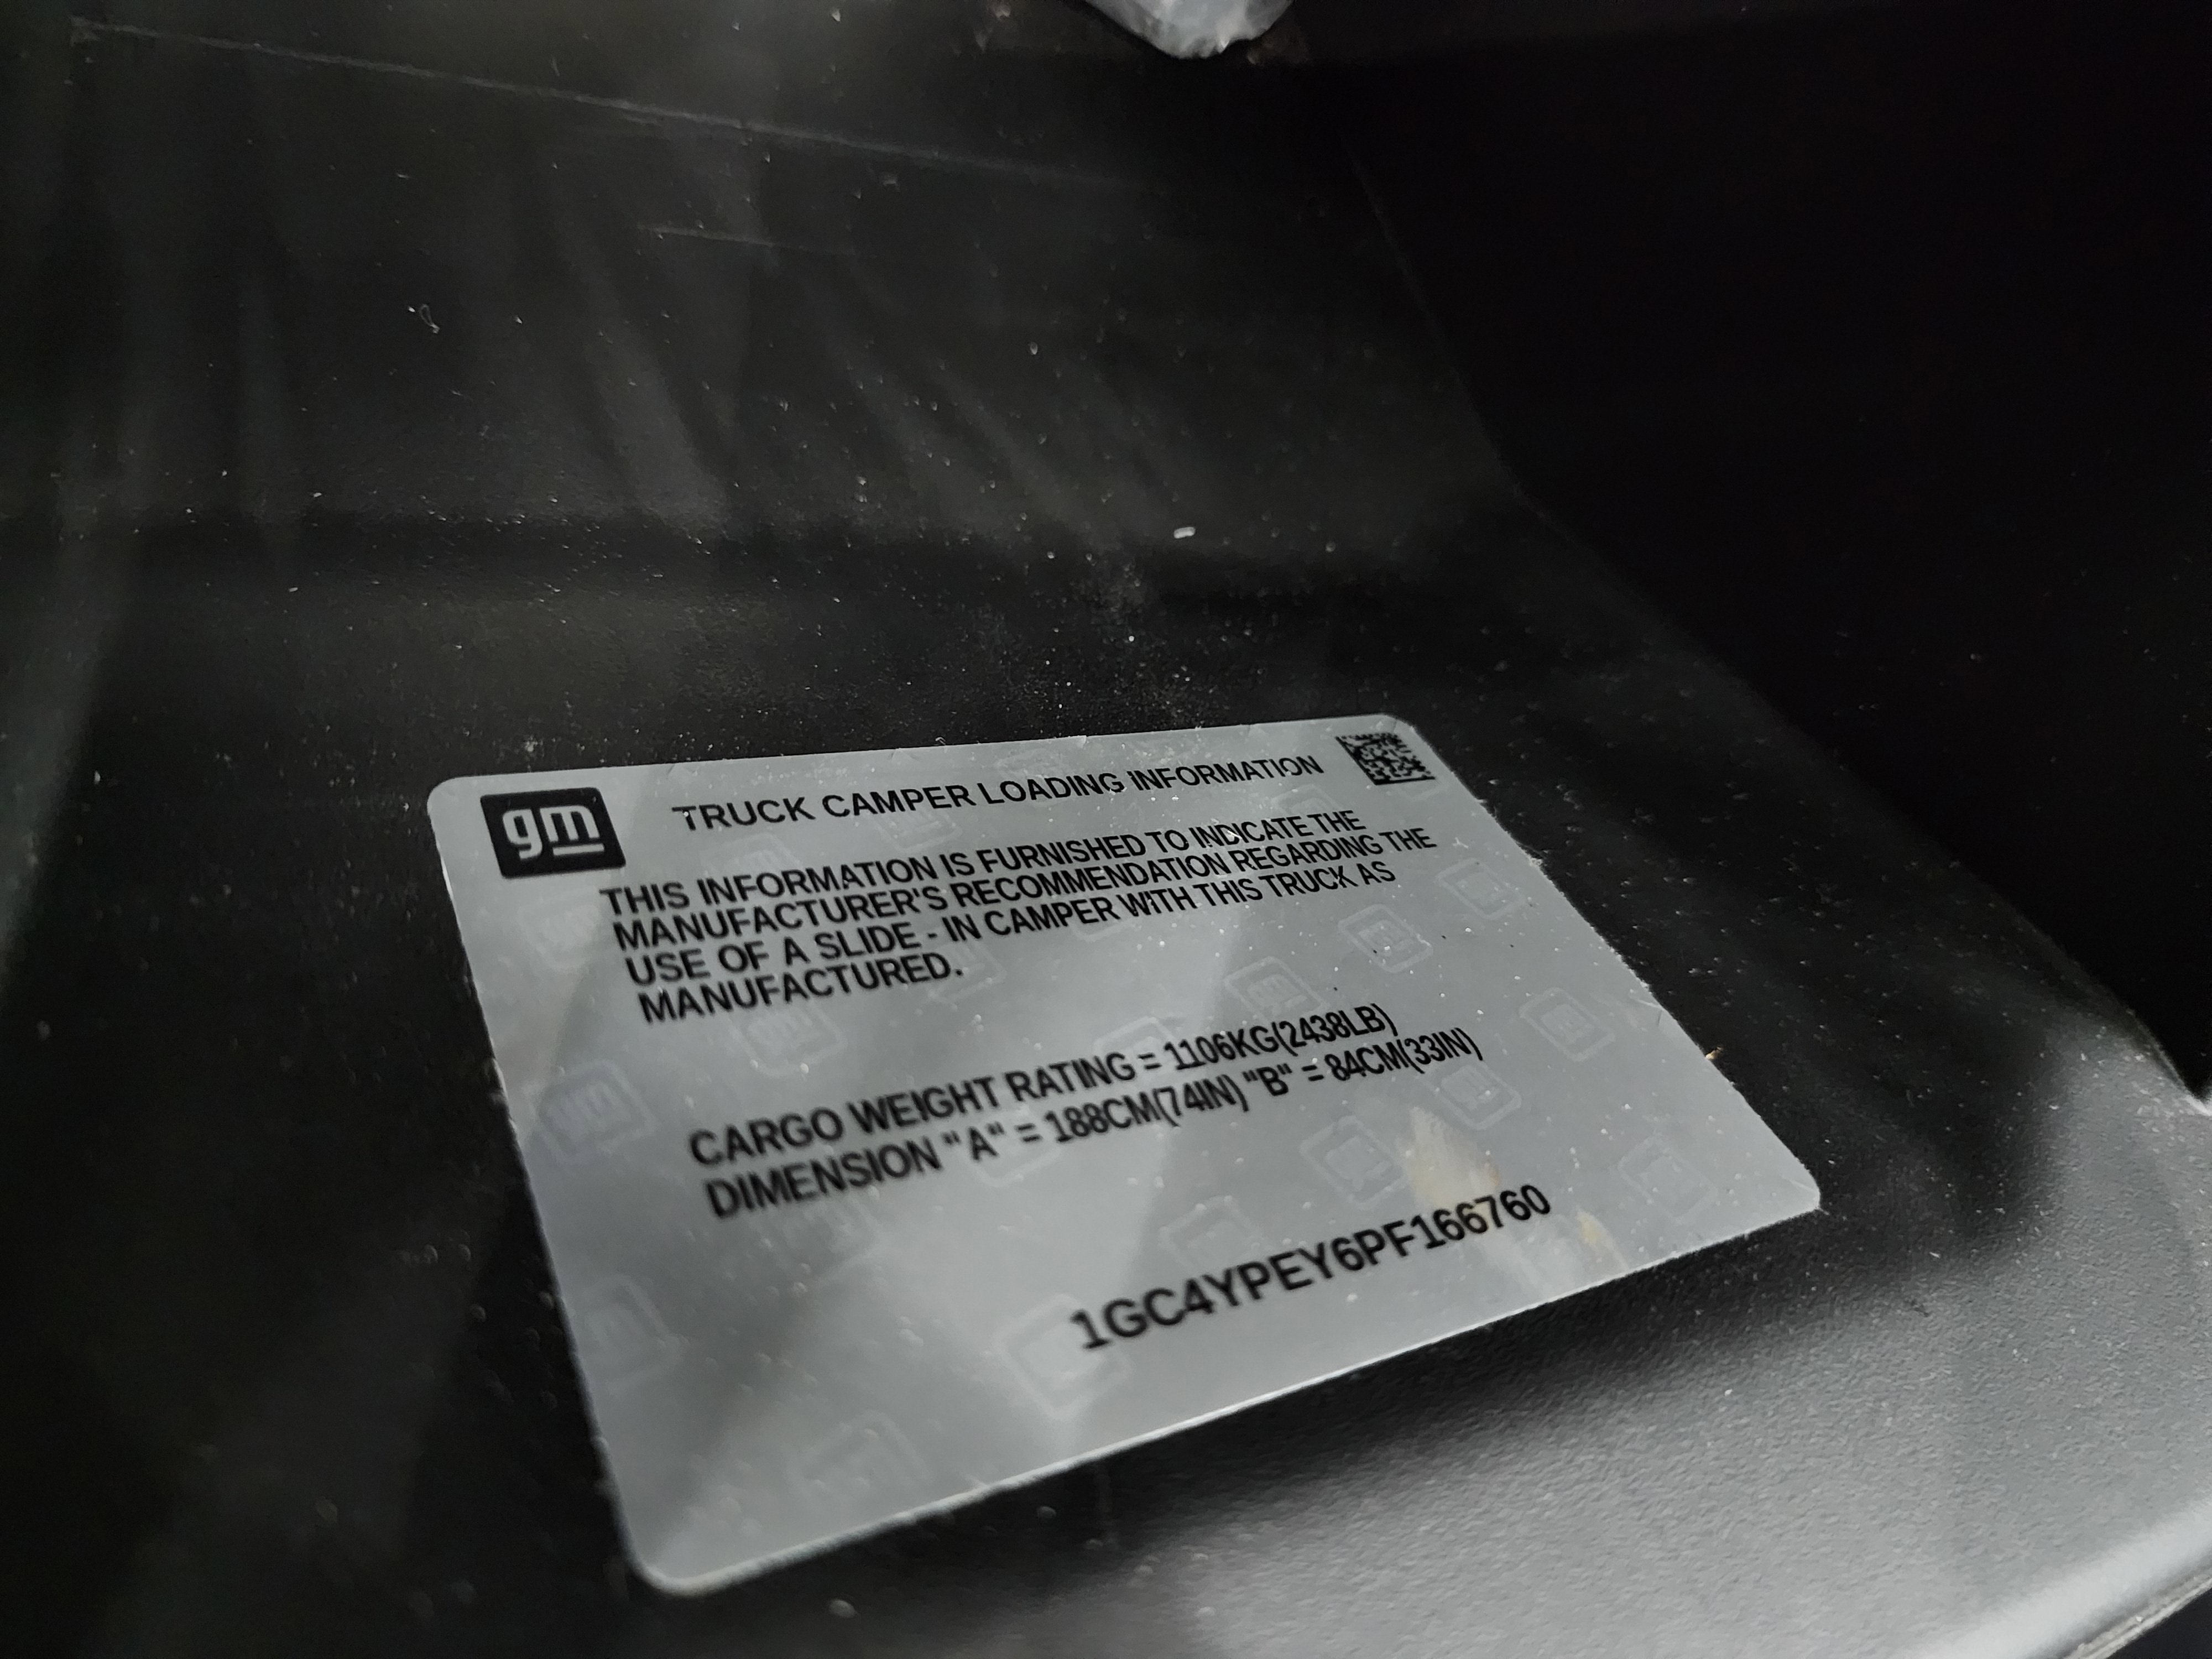 gm
TRUCK CAMPER LOADING INFORMATION
THIS INFORMATION IS FURNISHED TO INDICATE THE
MANUFACTURER'S RECOMMENDATION REGARDING THE
USE OF A SLIDE - IN CAMPER WITH THIS TRUCK AS
MANUFACTURED.
CARGO WEIGHT RATING = 1106KG(2438LB)
DIMENSION "A" = 188CM(74IN) "B" = 84CM(33IN)
1GC4YPEY6PF166760